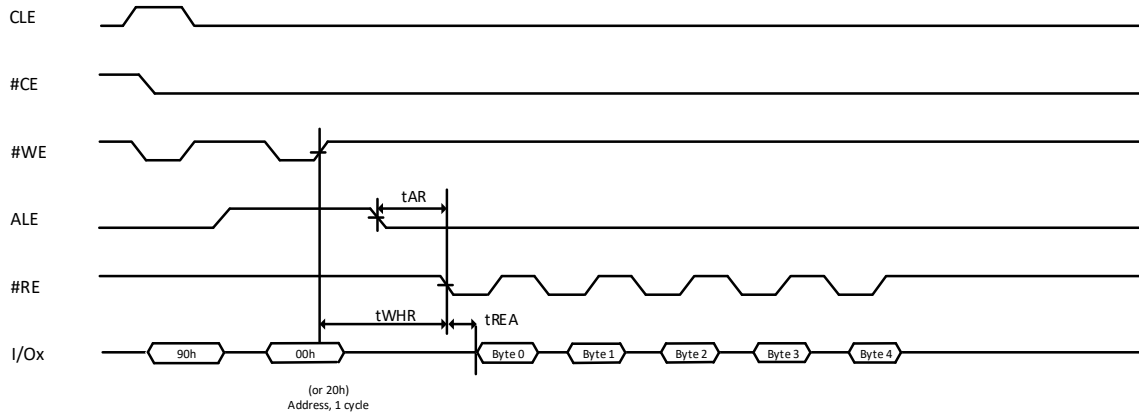 CLE
#CE
#WE
tAR
ALE
#RE
tWHR
tREA
I/Ox
90h
00h
Byte 0
Byte 1
Byte 2
Byte 3
Byte 4
(or 20h)
Address, 1 cycle